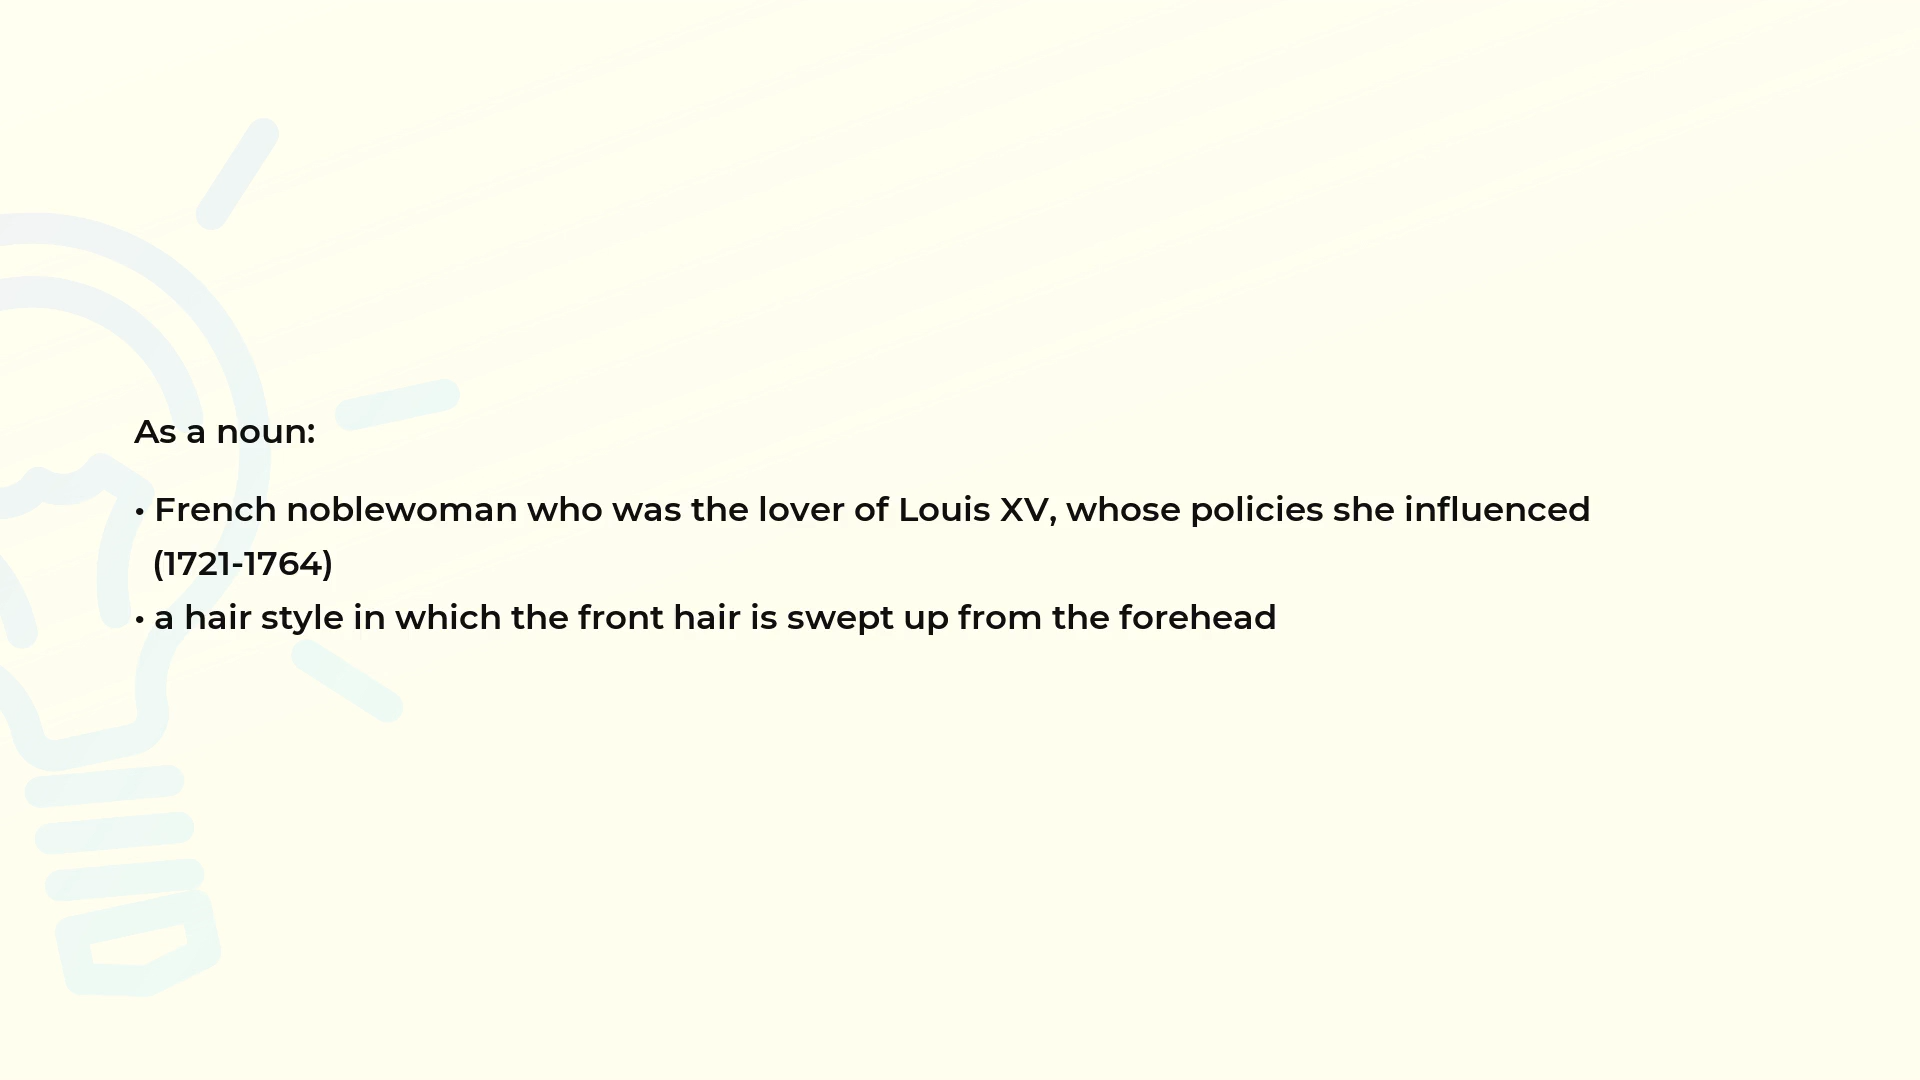 As a noun:
• French noblewoman who was the lover of Louis XV, whose policies she influenced
(1721-1764)
• a hair style in which the front hair is swept up from the forehead